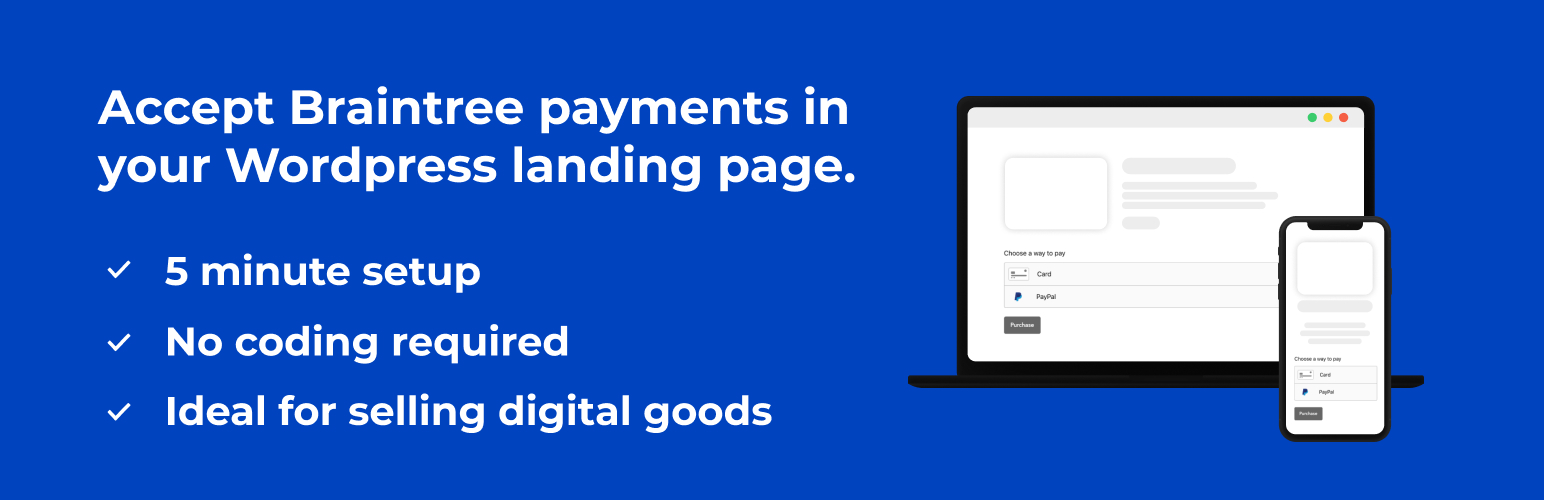 Accept Braintree payments in
your Wordpress landing page.
5 minute setup
No coding required
Ideal for selling digital goods
Choose a way to pay
Card
PayPal
Purchase
Choose a way to pay
Card
PayPal
Purchase